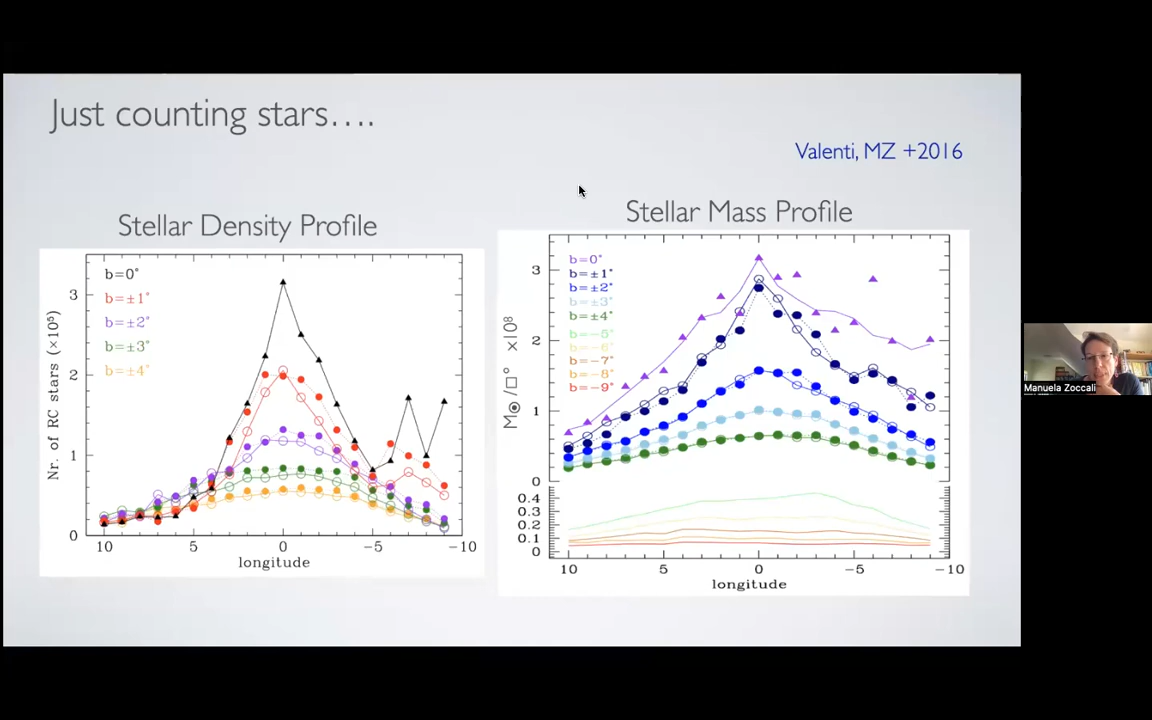 Just counting stars....
Valenti, MZ +2016
Stellar Density Profile
b=0°
b=±1°
b=±2°
b=±3°
b=±4°
Nr. of RC stars (×10⁵)
3
2
1
0
10
5
0
−5
−10
longitude
Stellar Mass Profile
b=0°
b=±1°
b=±2°
b=±3°
b=±4°
b=−5°
b=−6°
b=−7°
b=−8°
b=−9°
M⊙/□° ×10⁸
3
2
1
0
0.4
0.3
0.2
0.1
0
10
5
0
−5
−10
longitude
Manuela Zoccali